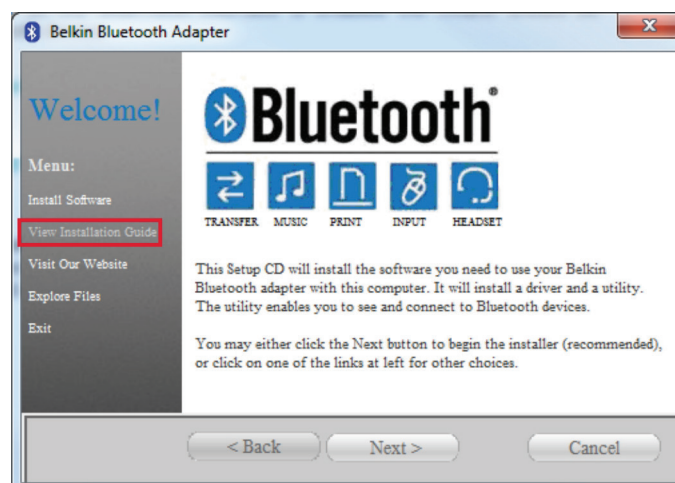 Belkin Bluetooth Adapter
x
Welcome!
Menu:
Install Software
View Installation Guide
Visit Our Website
Explore Files
Exit
Bluetooth®
TRANSFER MUSIC PRINT INPUT HEADSET
This Setup CD will install the software you need to use your Belkin
Bluetooth adapter with this computer. It will install a driver and a utility.
The utility enables you to see and connect to Bluetooth devices.
You may either click the Next button to begin the installer (recommended),
or click on one of the links at left for other choices.
< Back Next > Cancel